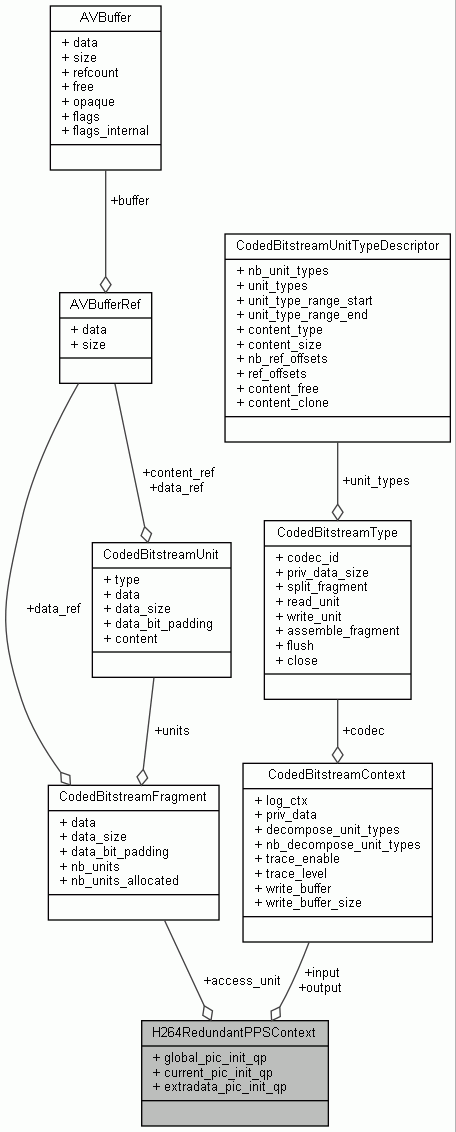 AVBuffer
+ data
+ size
+ refcount
+ free
+ opaque
+ flags
+ flags_internal
+buffer
AVBufferRef
+ data
+ size
CodedBitstreamUnitTypeDescriptor
+ nb_unit_types
+ unit_types
+ unit_type_range_start
+ unit_type_range_end
+ content_type
+ content_size
+ nb_ref_offsets
+ ref_offsets
+ content_free
+ content_clone
+content_ref
+data_ref
+unit_types
CodedBitstreamUnit
+ type
+ data
+ data_size
+ data_bit_padding
+ content
CodedBitstreamType
+ codec_id
+ priv_data_size
+ split_fragment
+ read_unit
+ write_unit
+ assemble_fragment
+ flush
+ close
+data_ref
+units
+codec
CodedBitstreamFragment
+ data
+ data_size
+ data_bit_padding
+ nb_units
+ nb_units_allocated
CodedBitstreamContext
+ log_ctx
+ priv_data
+ decompose_unit_types
+ nb_decompose_unit_types
+ trace_enable
+ trace_level
+ write_buffer
+ write_buffer_size
+access_unit
+input
+output
H264RedundantPPSContext
+ global_pic_init_qp
+ current_pic_init_qp
+ extradata_pic_init_qp